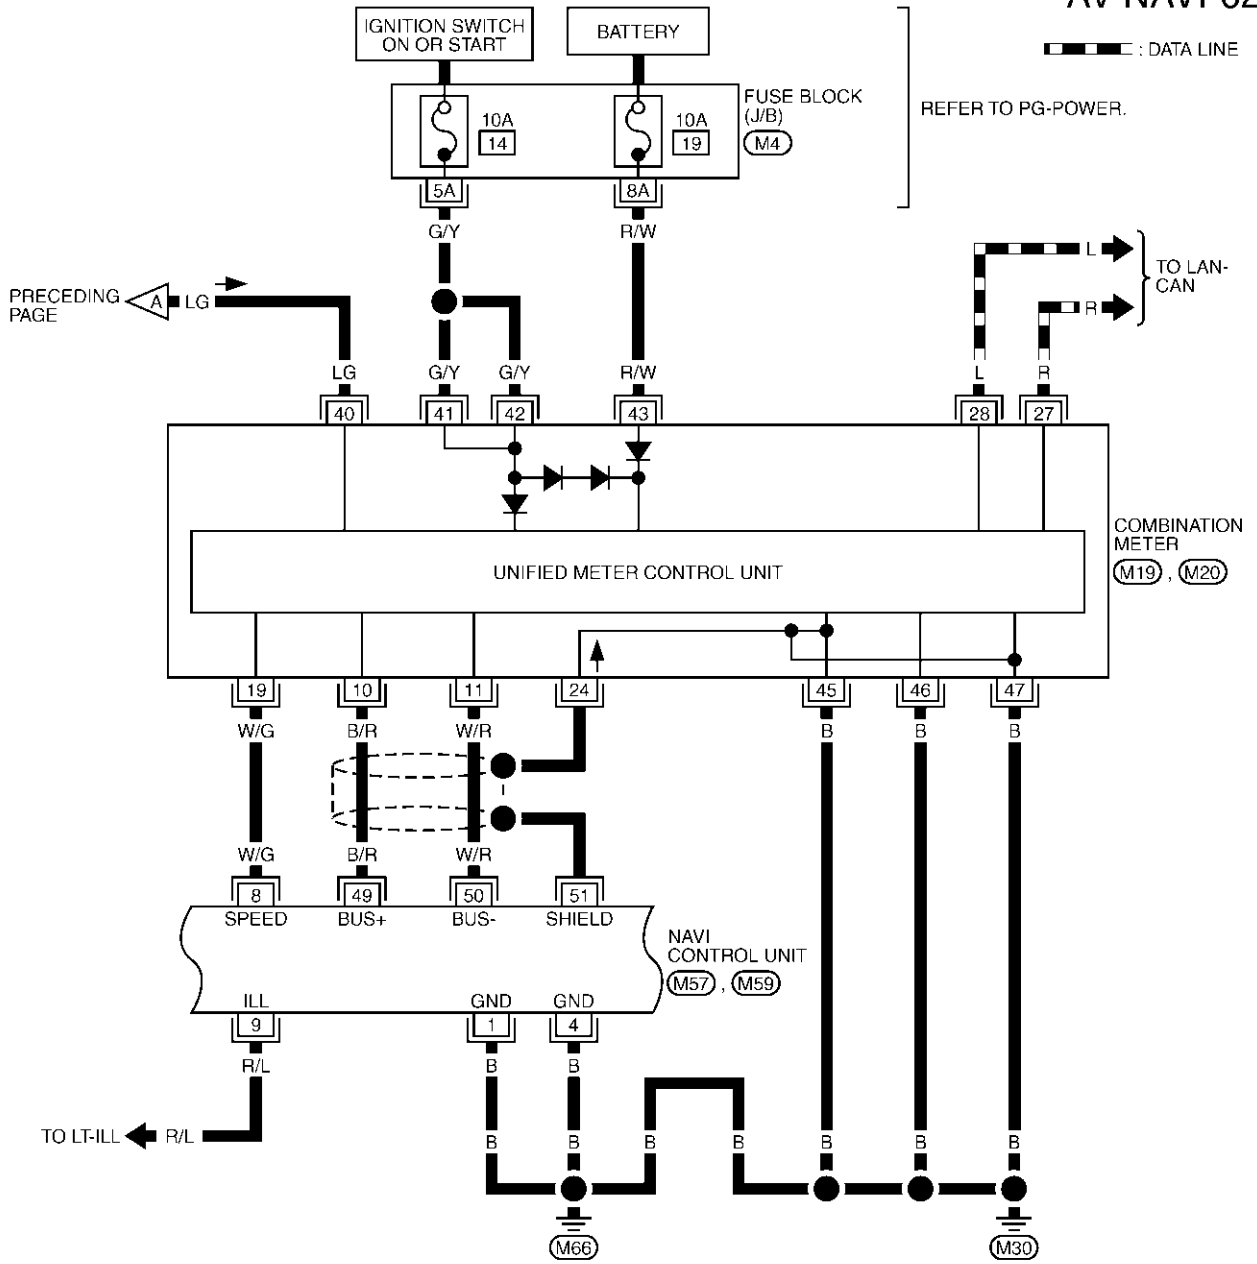 IGNITION SWITCH
ON OR START
BATTERY
: DATA LINE
FUSE BLOCK
(J/B)
M4
REFER TO PG-POWER.
10A
14
10A
19
5A
8A
G/Y
R/W
L
TO LAN-
CAN
R
PRECEDING
PAGE
A
LG
LG
G/Y
G/Y
R/W
L
R
40
41
42
43
28
27
COMBINATION
METER
M19 , M20
UNIFIED METER CONTROL UNIT
19
10
11
24
45
46
47
W/G
B/R
W/R
B
B
B
W/G
B/R
W/R
8
49
50
51
SPEED
BUS+
BUS-
SHIELD
NAVI
CONTROL UNIT
M57 , M59
ILL
GND
GND
9
1
4
R/L
B
B
TO LT-ILL
R/L
B
B
B
B
B
B
B
M66
M30